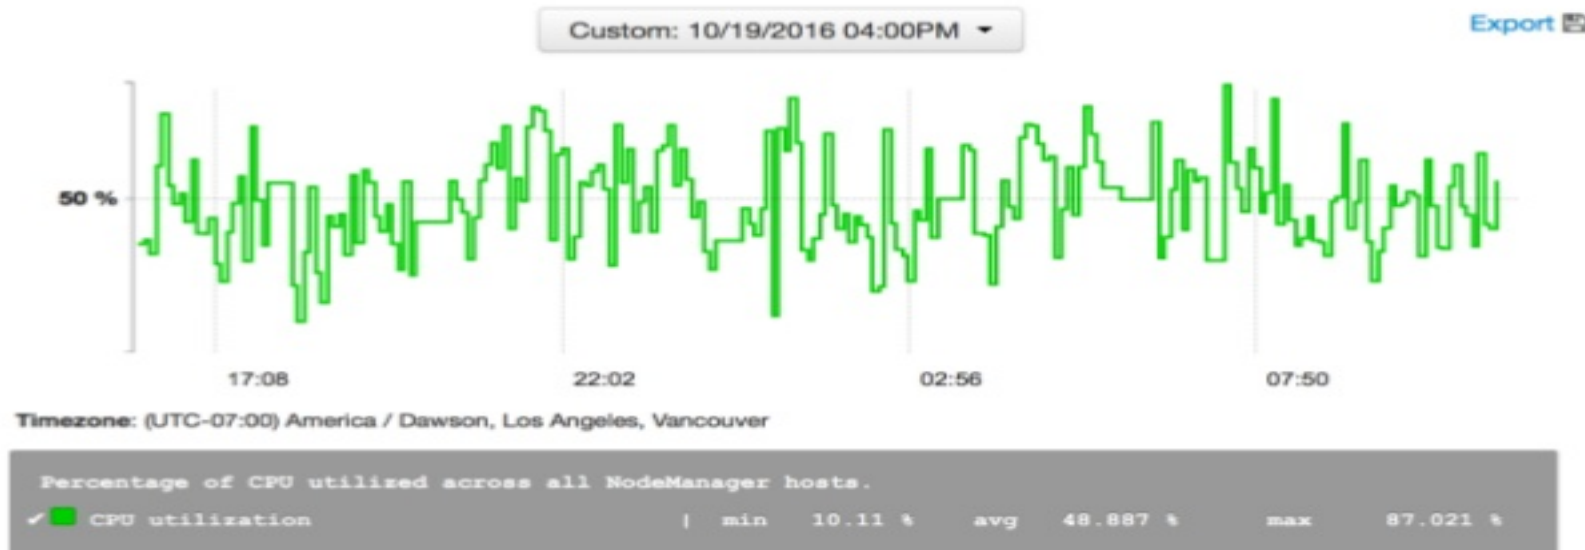 Custom: 10/19/2016 04:00PM
Export
50 %
17:08 22:02 02:56 07:50
Timezone: (UTC-07:00) America / Dawson, Los Angeles, Vancouver
Percentage of CPU utilized across all NodeManager hosts.
✓ CPU utilization | min 10.11 % avg 48.887 % max 87.021 %